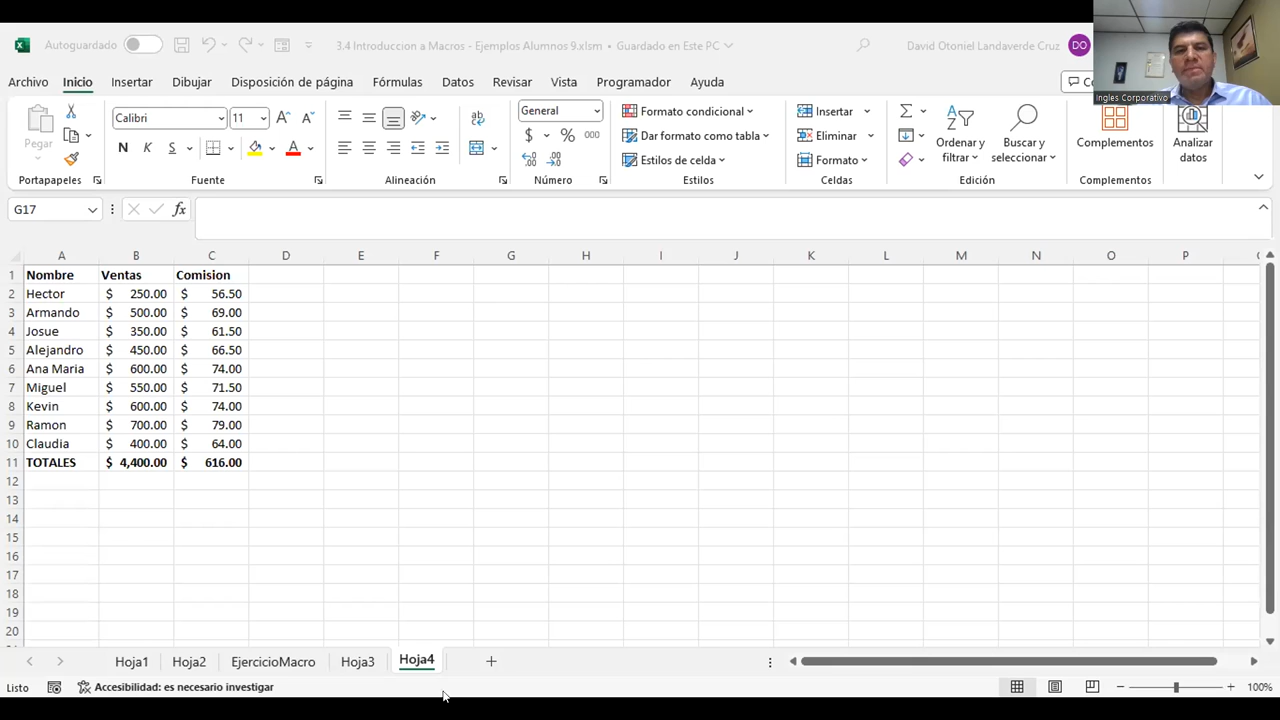 Autoguardado 3.4 Introduccion a Macros - Ejemplos Alumnos 9.xlsm • Guardado en Este PC David Otoniel Landaverde Cruz DO
Archivo Inicio Insertar Dibujar Disposición de página Fórmulas Datos Revisar Vista Programador Ayuda
Ingles Corporativo
Pegar
Calibri 11
N K S
General
$ % 000
Formato condicional
Dar formato como tabla
Estilos de celda
Insertar
Eliminar
Formato
Ordenar y filtrar
Buscar y seleccionar
Complementos
Analizar datos
Portapapeles Fuente Alineación Número Estilos Celdas Edición Complementos
G17 fx
A B C D E F G H I J K L M N O P
1 Nombre Ventas Comision
2 Hector $ 250.00 $ 56.50
3 Armando $ 500.00 $ 69.00
4 Josue $ 350.00 $ 61.50
5 Alejandro $ 450.00 $ 66.50
6 Ana Maria $ 600.00 $ 74.00
7 Miguel $ 550.00 $ 71.50
8 Kevin $ 600.00 $ 74.00
9 Ramon $ 700.00 $ 79.00
10 Claudia $ 400.00 $ 64.00
11 TOTALES $ 4,400.00 $ 616.00
12
13
14
15
16
17
18
19
20
Hoja1 Hoja2 EjercicioMacro Hoja3 Hoja4
Listo Accesibilidad: es necesario investigar 100%